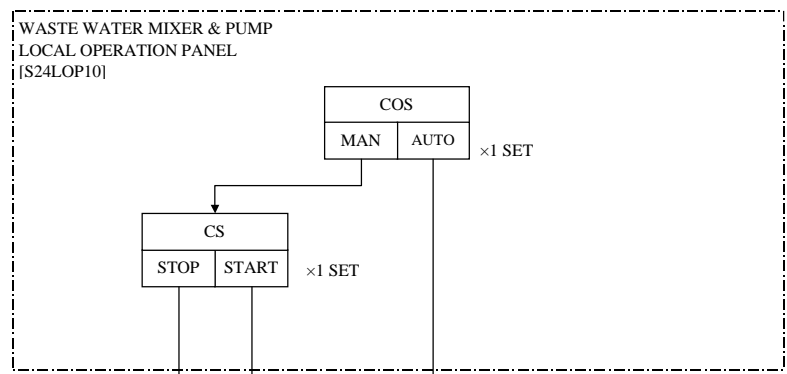 WASTE WATER MIXER & PUMP
LOCAL OPERATION PANEL
[S24LOP10]
COS
MAN AUTO
×1 SET
CS
STOP START
×1 SET